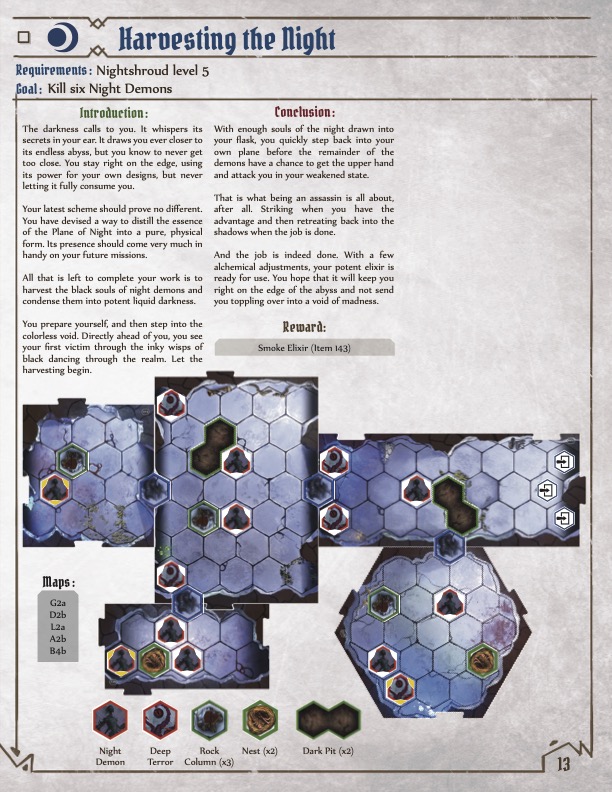 Harvesting the Night
Requirements: Nightshroud level 5
Goal: Kill six Night Demons
Introduction:
The darkness calls to you. It whispers its
secrets in your ear. It draws you ever closer to
its endless abyss, but you know to never get
too close. You stay right on the edge, using
its power for your own designs, but never
letting it fully consume you.
Your latest scheme should prove no different.
You have devised a way to distill the essence
of the Plane of Night into a pure, physical
form. Its presence should come very much in
handy on your future missions.
All that is left to complete your work is to
harvest the black souls of night demons and
condense them into potent liquid darkness.
You prepare yourself, and then step into the
colorless void. Directly ahead of you, you see
your first victim through the inky wisps of
black dancing through the realm. Let the
harvesting begin.
Conclusion:
With enough souls of the night drawn into
your flask, you quickly step back into your
own plane before the remainder of the
demons have a chance to get the upper hand
and attack you in your weakened state.
That is what being an assassin is all about,
after all. Striking when you have the
advantage and then retreating back into the
shadows when the job is done.
And the job is indeed done. With a few
alchemical adjustments, your potent elixir is
ready for use. You hope that it will keep you
right on the edge of the abyss and not send
you toppling over into a void of madness.
Reward:
Smoke Elixir (Item 143)
Maps:
G2a
D2b
L2a
A2b
B4b
Night
Demon
Deep
Terror
Rock
Column (x3)
Nest (x2)
Dark Pit (x2)
13